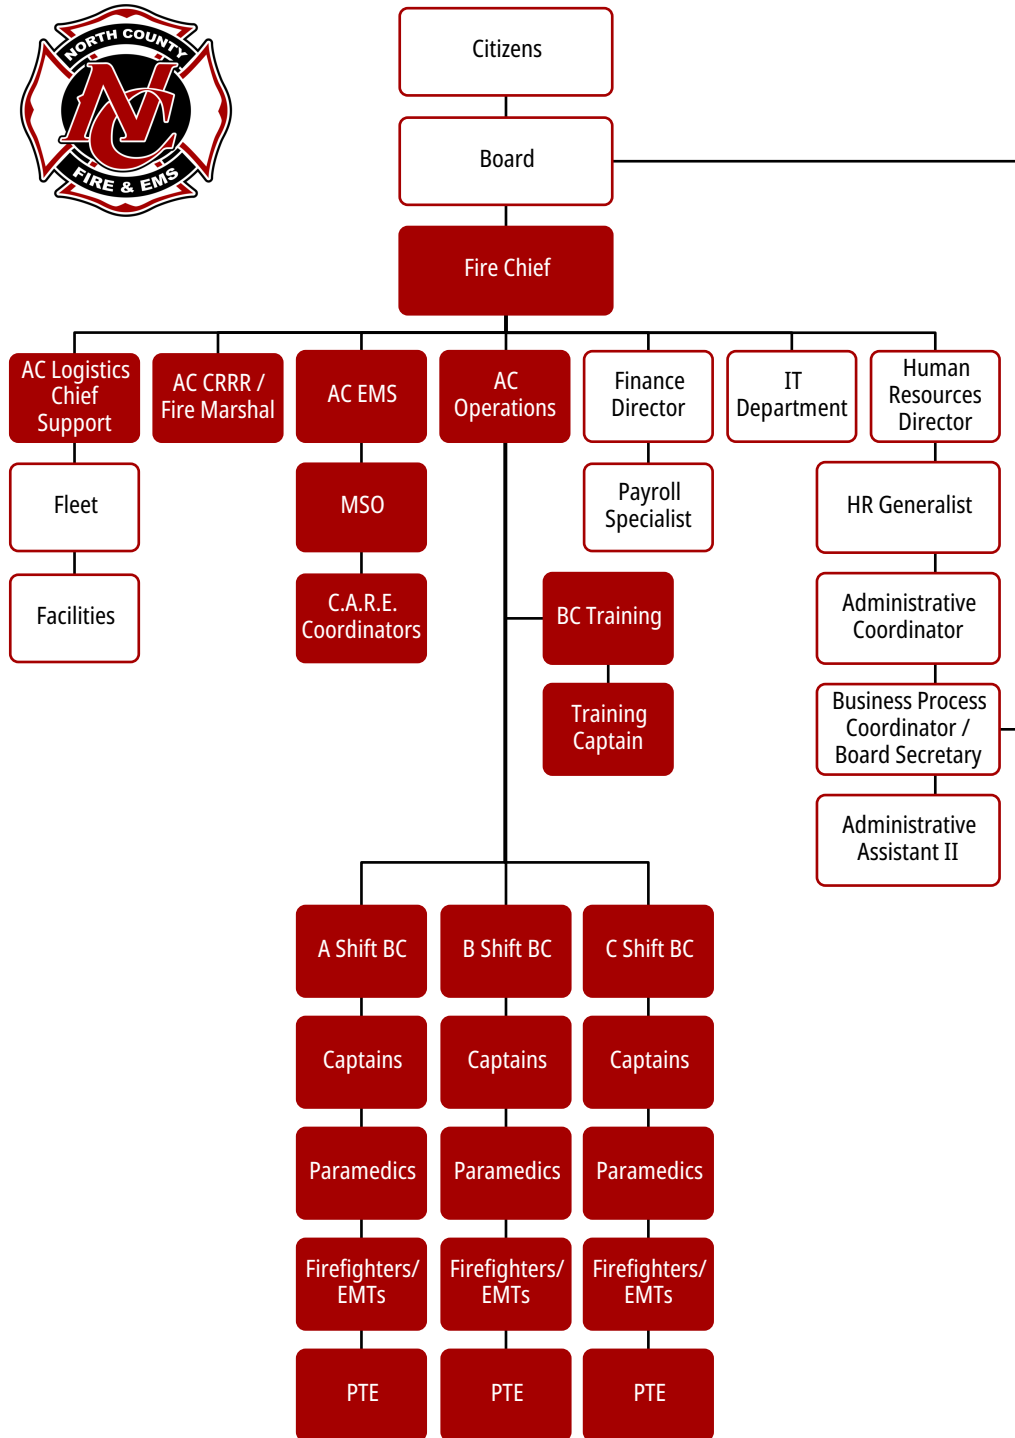 NORTH COUNTY
NC
FIRE & EMS
Citizens
Board
Fire Chief
AC Logistics
Chief
Support
AC CRRR /
Fire Marshal
AC EMS
AC
Operations
Finance
Director
IT
Department
Human
Resources
Director
Fleet
MSO
Payroll
Specialist
HR Generalist
Facilities
C.A.R.E.
Coordinators
BC Training
Administrative
Coordinator
Training
Captain
Business Process
Coordinator /
Board Secretary
Administrative
Assistant II
A Shift BC
B Shift BC
C Shift BC
Captains
Captains
Captains
Paramedics
Paramedics
Paramedics
Firefighters/
EMTs
Firefighters/
EMTs
Firefighters/
EMTs
PTE
PTE
PTE